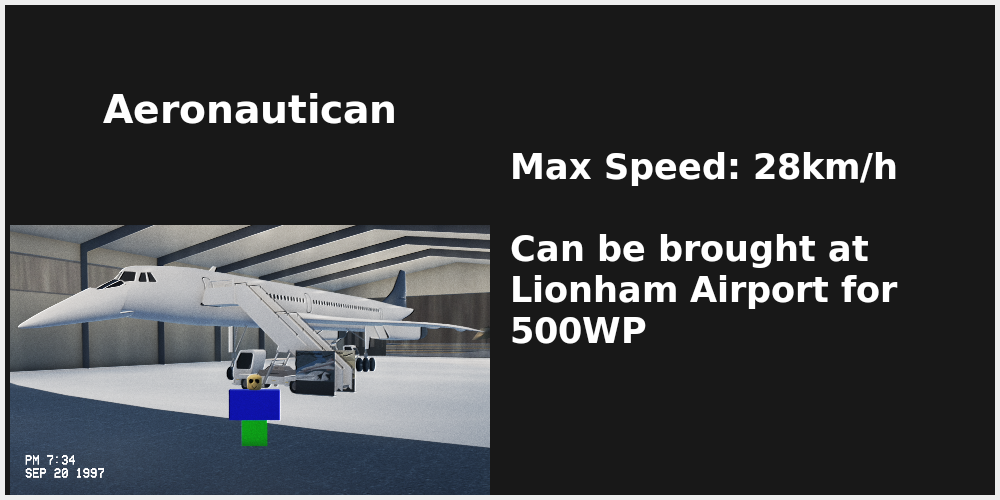 Aeronautican
Max Speed: 28km/h
Can be brought at
Lionham Airport for
500WP
PM 7:34
SEP 20 1997